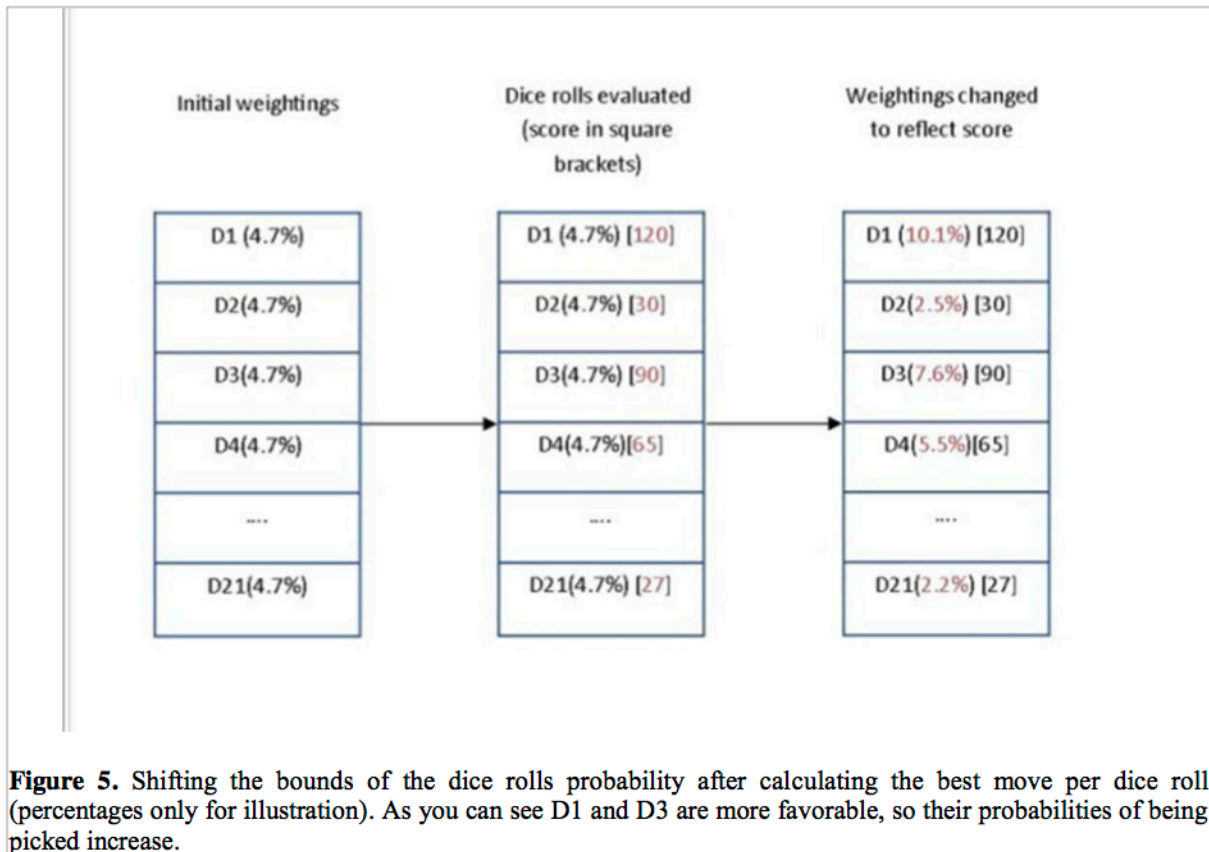 Initial weightings
Dice rolls evaluated
(score in square
brackets)
Weightings changed
to reflect score
D1 (4.7%)
D2(4.7%)
D3(4.7%)
D4(4.7%)
....
D21(4.7%)
D1 (4.7%) [120]
D2(4.7%) [30]
D3(4.7%) [90]
D4(4.7%)[65]
....
D21(4.7%) [27]
D1 (10.1%) [120]
D2(2.5%) [30]
D3(7.6%) [90]
D4(5.5%)[65]
....
D21(2.2%) [27]
Figure 5. Shifting the bounds of the dice rolls probability after calculating the best move per dice roll
(percentages only for illustration). As you can see D1 and D3 are more favorable, so their probabilities of being
picked increase.